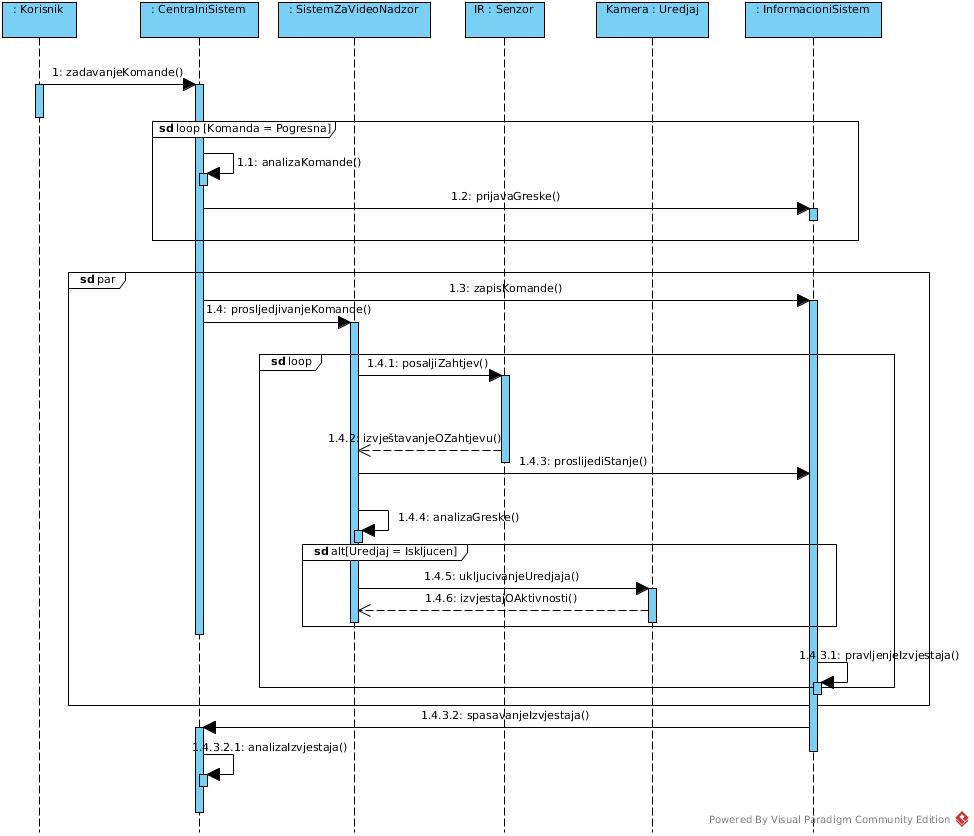 : Korisnik
: CentralniSistem
: SistemZaVideoNadzor
IR : Senzor
Kamera : Uredjaj
: InformacioniSistem
1: zadavanjeKomande()
sd loop [Komanda = Pogresna]
1.1: analizaKomande()
1.2: prijavaGreske()
sd par
1.3: zapisKomande()
1.4: prosljedjivanjeKomande()
sd loop
1.4.1: posaljiZahtjev()
1.4.2: izvještavanjeOZahtjevu()
1.4.3: proslijediStanje()
1.4.4: analizaGreske()
sd alt[Uredjaj = Iskljucen]
1.4.5: ukljucivanjeUredjaja()
1.4.6: izvjestajOAktivnosti()
1.4.3.1: pravljenjeIzvjestaja()
1.4.3.2: spasavanjeIzvjestaja()
1.4.3.2.1: analizaIzvjestaja()
Powered By Visual Paradigm Community Edition